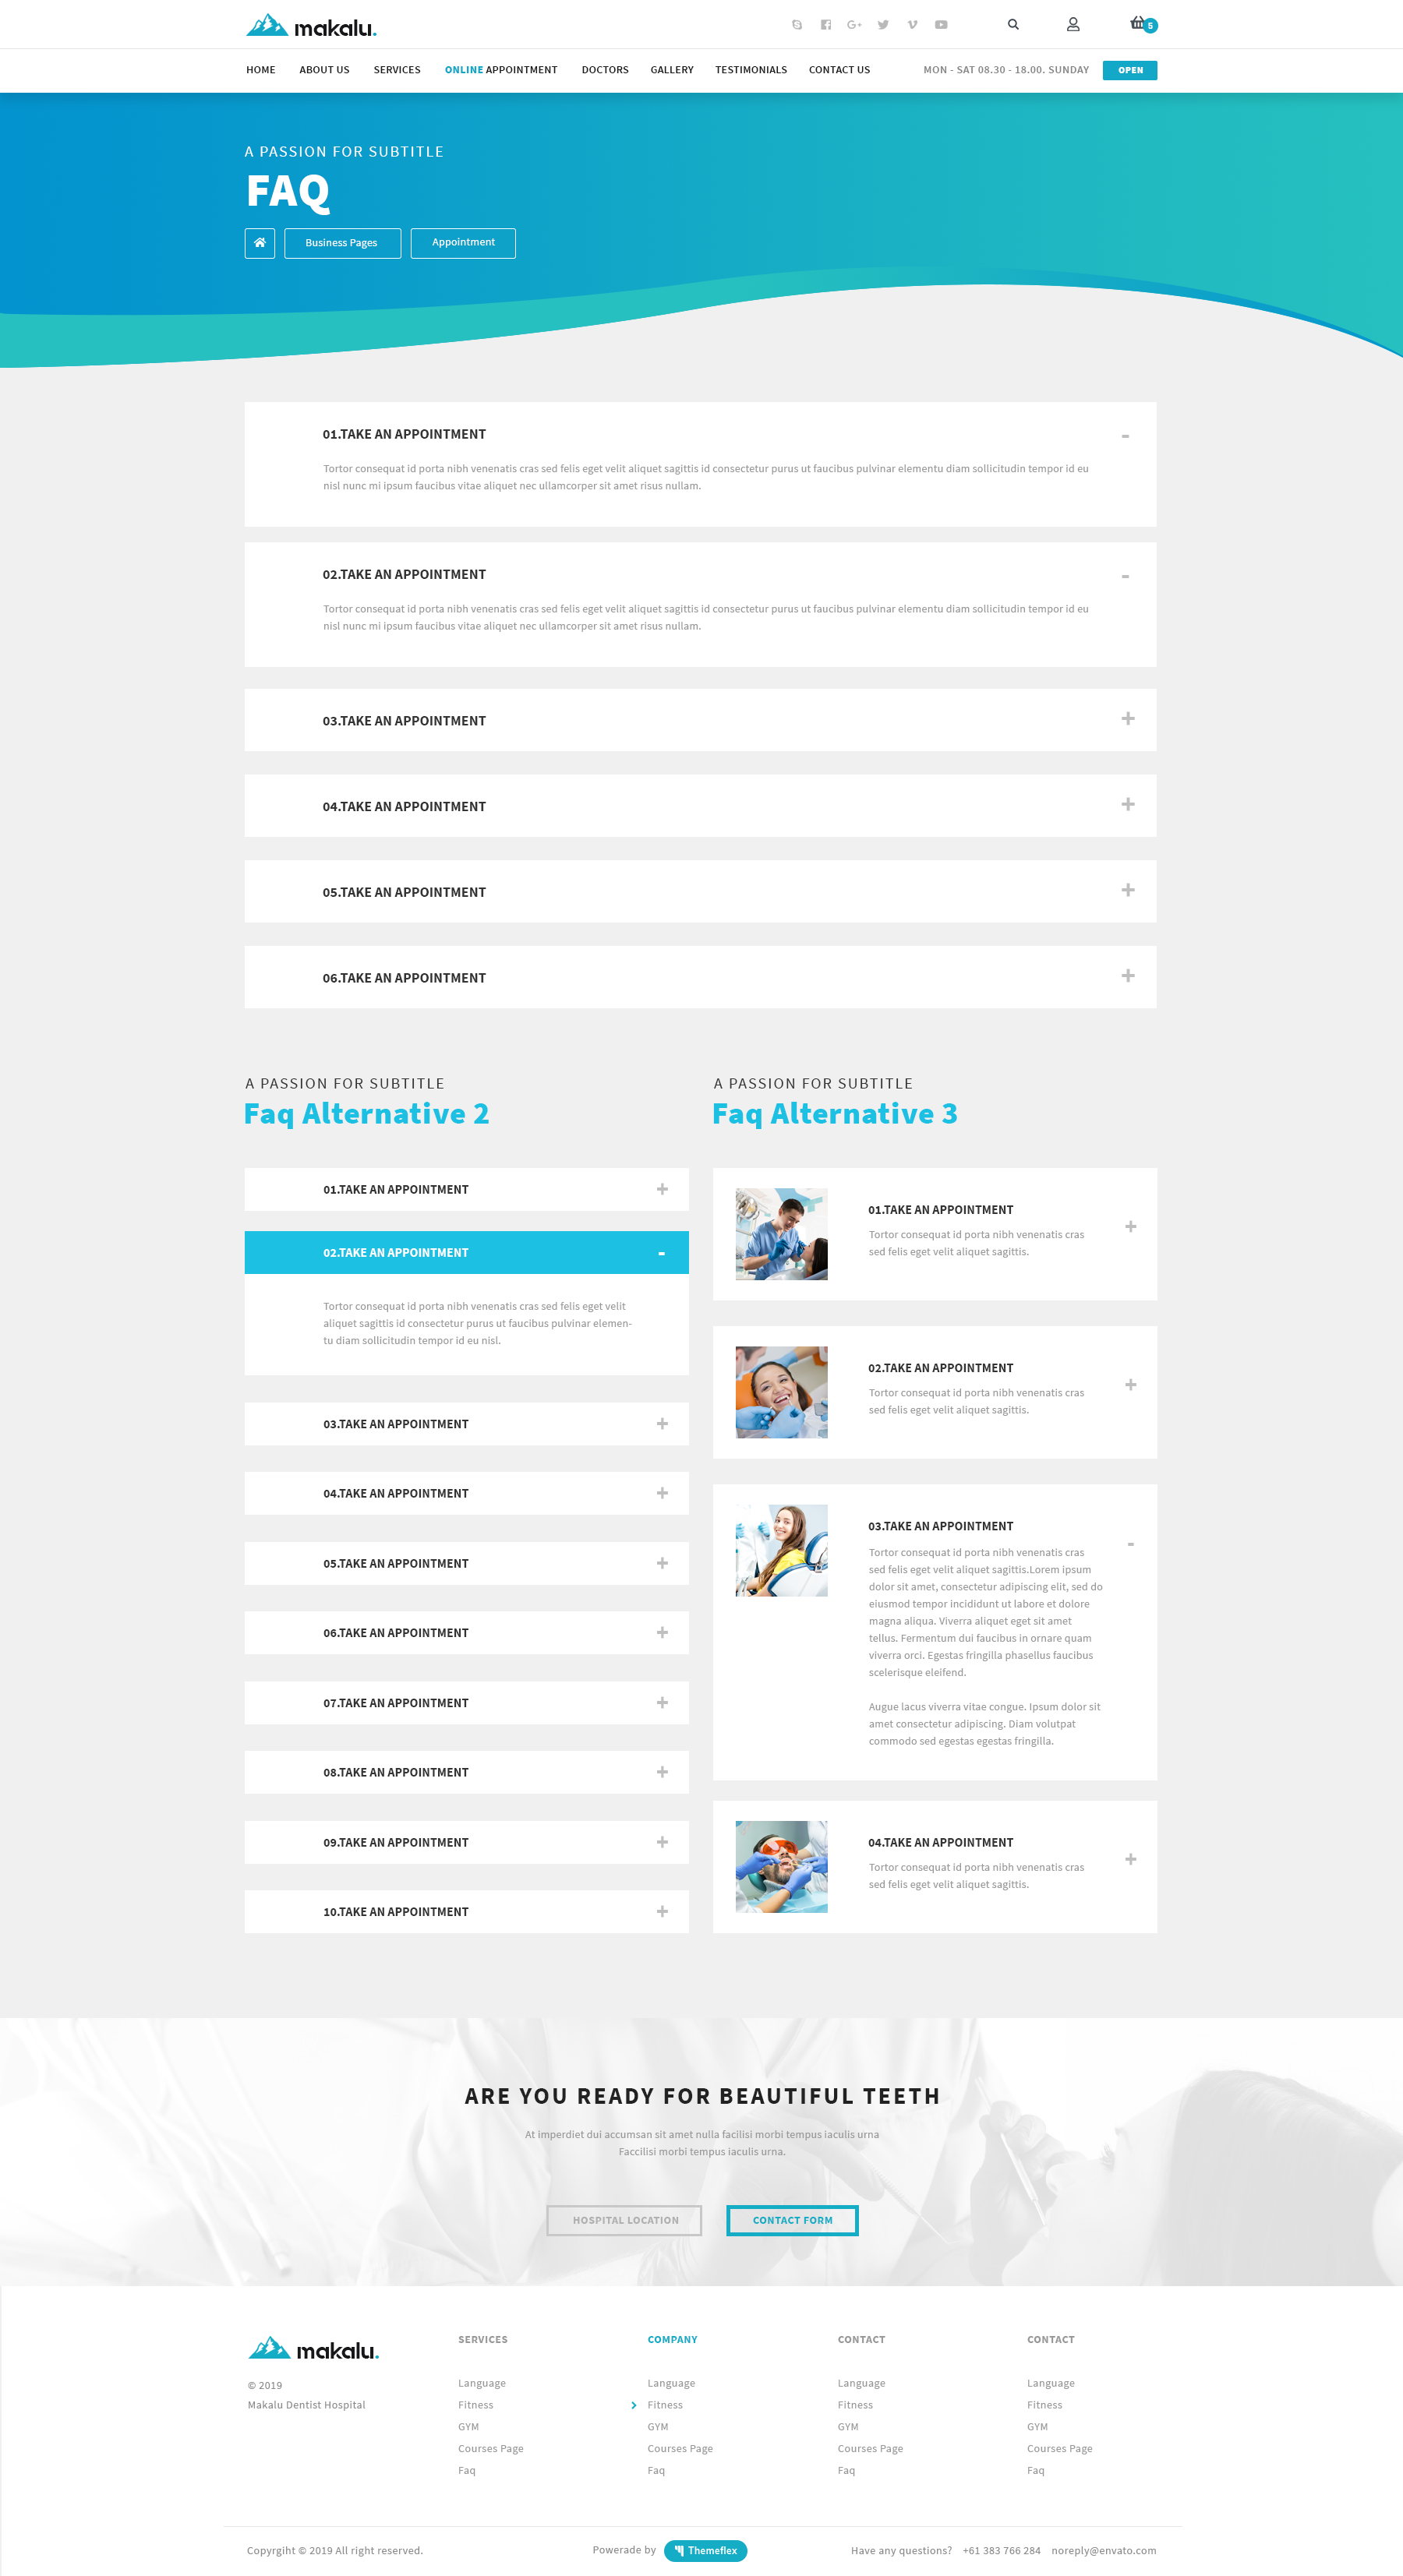 makalu.
5
HOME ABOUT US SERVICES ONLINE APPOINTMENT DOCTORS GALLERY TESTIMONIALS CONTACT US MON - SAT 08.30 - 18.00. SUNDAY OPEN
A PASSION FOR SUBTITLE
FAQ
Business Pages Appointment
01.TAKE AN APPOINTMENT -
Tortor consequat id porta nibh venenatis cras sed felis eget velit aliquet sagittis id consectetur purus ut faucibus pulvinar elementu diam sollicitudin tempor id eu
nisl nunc mi ipsum faucibus vitae aliquet nec ullamcorper sit amet risus nullam.
02.TAKE AN APPOINTMENT -
Tortor consequat id porta nibh venenatis cras sed felis eget velit aliquet sagittis id consectetur purus ut faucibus pulvinar elementu diam sollicitudin tempor id eu
nisl nunc mi ipsum faucibus vitae aliquet nec ullamcorper sit amet risus nullam.
03.TAKE AN APPOINTMENT +
04.TAKE AN APPOINTMENT +
05.TAKE AN APPOINTMENT +
06.TAKE AN APPOINTMENT +
A PASSION FOR SUBTITLE
Faq Alternative 2
01.TAKE AN APPOINTMENT +
02.TAKE AN APPOINTMENT -
Tortor consequat id porta nibh venenatis cras sed felis eget velit
aliquet sagittis id consectetur purus ut faucibus pulvinar elemen-
tu diam sollicitudin tempor id eu nisl.
03.TAKE AN APPOINTMENT +
04.TAKE AN APPOINTMENT +
05.TAKE AN APPOINTMENT +
06.TAKE AN APPOINTMENT +
07.TAKE AN APPOINTMENT +
08.TAKE AN APPOINTMENT +
09.TAKE AN APPOINTMENT +
10.TAKE AN APPOINTMENT +
A PASSION FOR SUBTITLE
Faq Alternative 3
01.TAKE AN APPOINTMENT +
Tortor consequat id porta nibh venenatis cras
sed felis eget velit aliquet sagittis.
02.TAKE AN APPOINTMENT +
Tortor consequat id porta nibh venenatis cras
sed felis eget velit aliquet sagittis.
03.TAKE AN APPOINTMENT -
Tortor consequat id porta nibh venenatis cras
sed felis eget velit aliquet sagittis.Lorem ipsum
dolor sit amet, consectetur adipiscing elit, sed do
eiusmod tempor incididunt ut labore et dolore
magna aliqua. Viverra aliquet eget sit amet
tellus. Fermentum dui faucibus in ornare quam
viverra orci. Egestas fringilla phasellus faucibus
scelerisque eleifend.
Augue lacus viverra vitae congue. Ipsum dolor sit
amet consectetur adipiscing. Diam volutpat
commodo sed egestas egestas fringilla.
04.TAKE AN APPOINTMENT +
Tortor consequat id porta nibh venenatis cras
sed felis eget velit aliquet sagittis.
ARE YOU READY FOR BEAUTIFUL TEETH
At imperdiet dui accumsan sit amet nulla facilisi morbi tempus iaculis urna
Faccilisi morbi tempus iaculis urna.
HOSPITAL LOCATION CONTACT FORM
makalu.
© 2019
Makalu Dentist Hospital
SERVICES
Language
Fitness
GYM
Courses Page
Faq
COMPANY
Language
Fitness
GYM
Courses Page
Faq
CONTACT
Language
Fitness
GYM
Courses Page
Faq
CONTACT
Language
Fitness
GYM
Courses Page
Faq
Copyrgiht © 2019 All right reserved. Powerade by Themeflex Have any questions? +61 383 766 284 noreply@envato.com